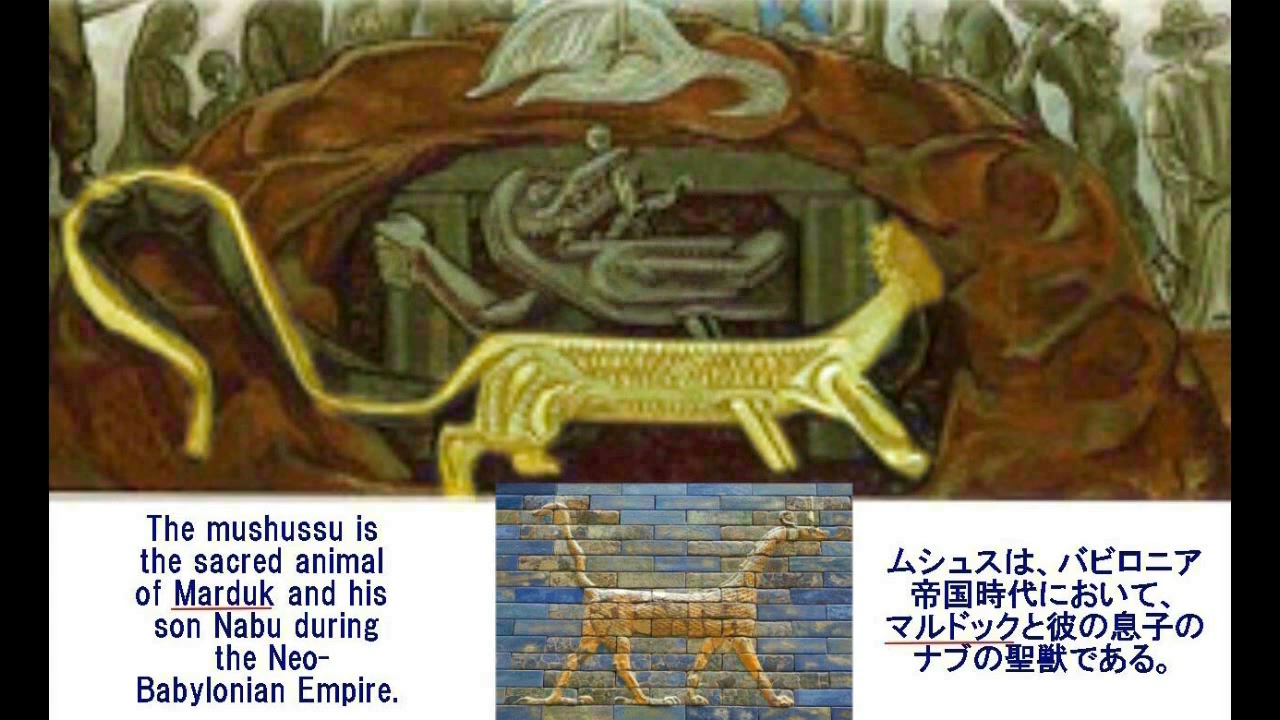 The mushussu is
the sacred animal
of Marduk and his
son Nabu during
the Neo-
Babylonian Empire.
ムシュスは、バビロニア
帝国時代において、
マルドックと彼の息子の
ナブの聖獣である。